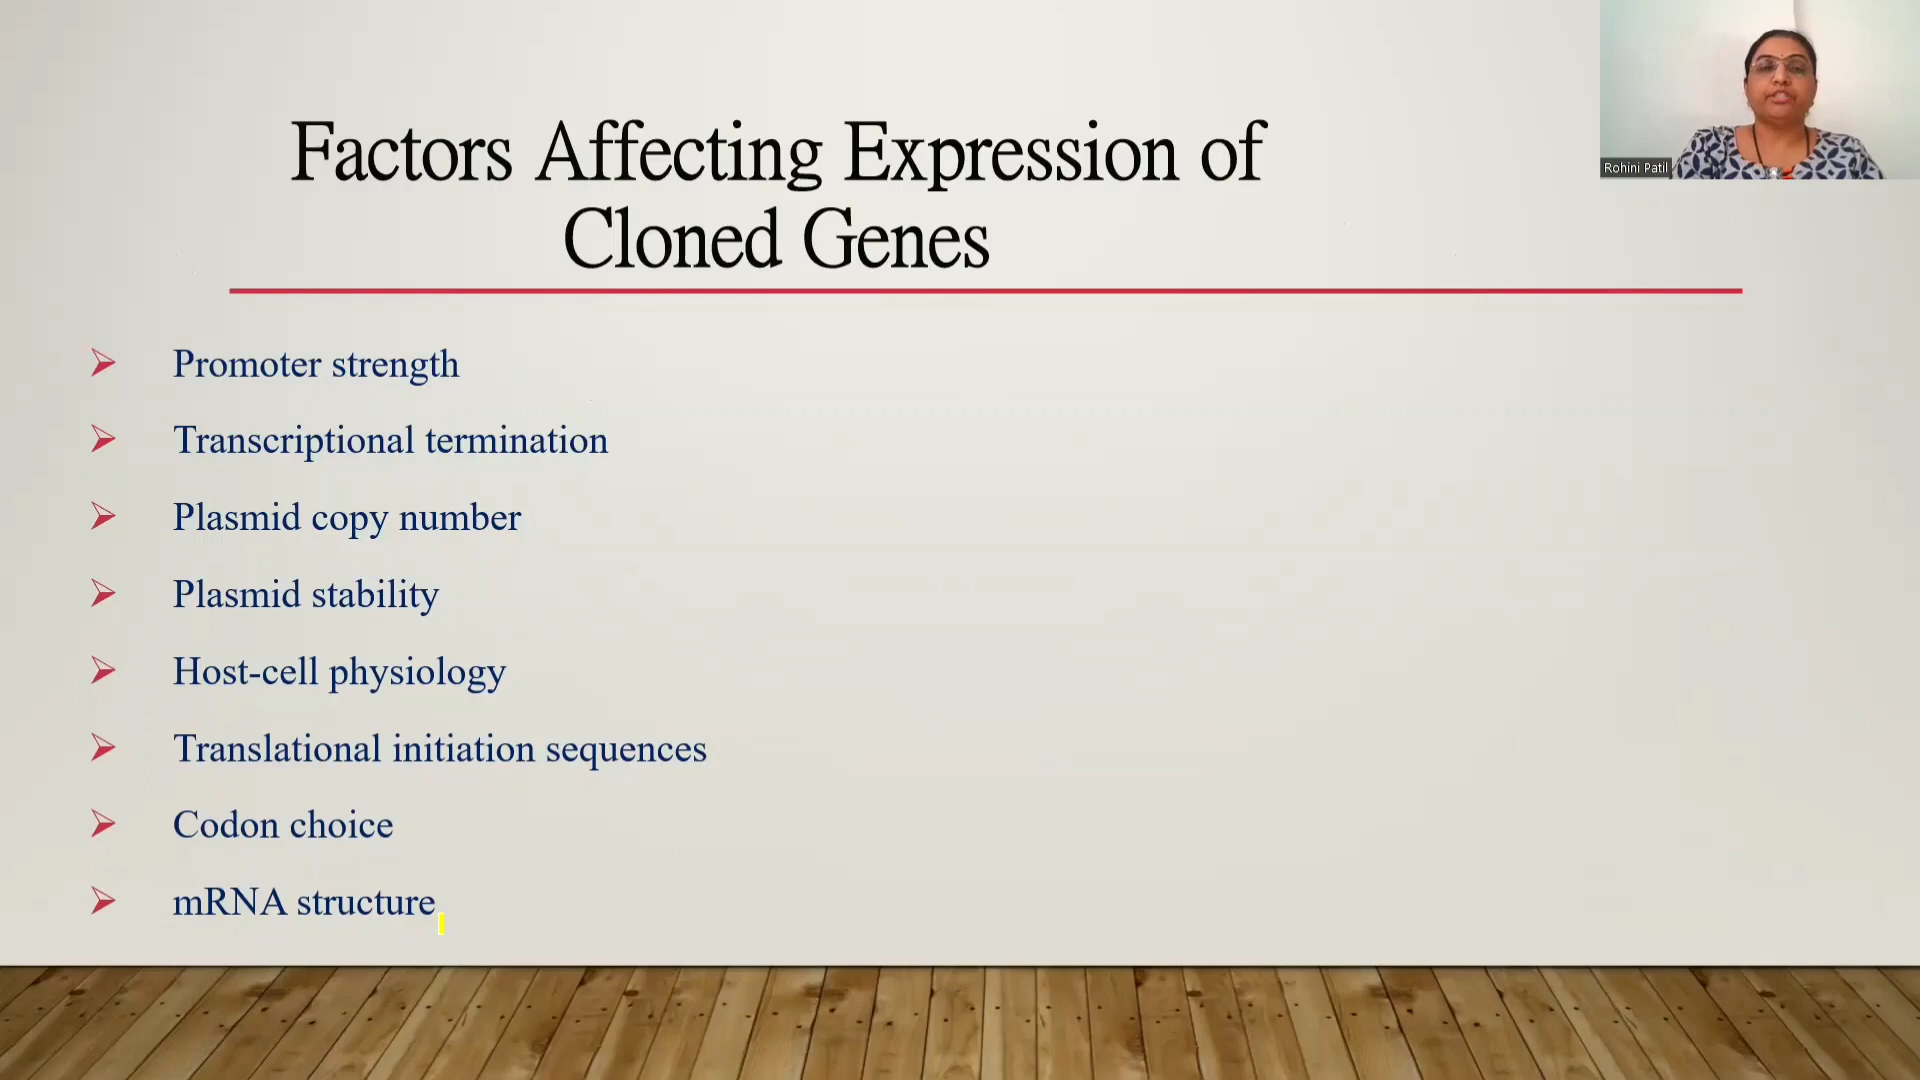 Factors Affecting Expression of
Cloned Genes
Rohini Patil
Promoter strength
Transcriptional termination
Plasmid copy number
Plasmid stability
Host-cell physiology
Translational initiation sequences
Codon choice
mRNA structure